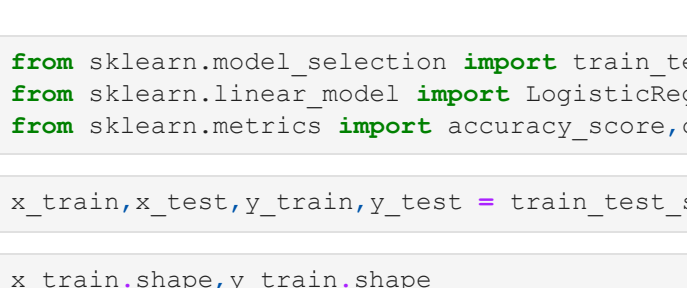 from sklearn.model_selection import train_te
from sklearn.linear_model import LogisticReg
from sklearn.metrics import accuracy_score,c
x_train,x_test,y_train,y_test = train_test_s
x_train.shape,y_train.shape